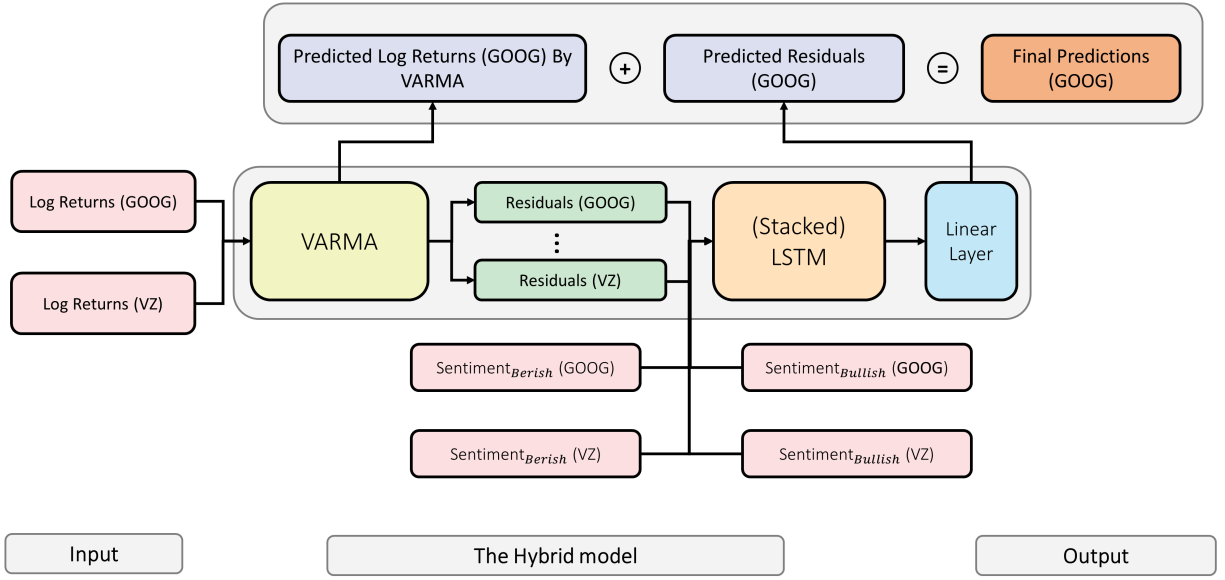 Predicted Log Returns (GOOG) By
VARMA
+
Predicted Residuals
(GOOG)
=
Final Predictions
(GOOG)
Log Returns (GOOG)
Log Returns (VZ)
VARMA
Residuals (GOOG)
⋮
Residuals (VZ)
(Stacked)
LSTM
Linear
Layer
Sentiment_Berish (GOOG)
Sentiment_Bullish (GOOG)
Sentiment_Berish (VZ)
Sentiment_Bullish (VZ)
Input
The Hybrid model
Output